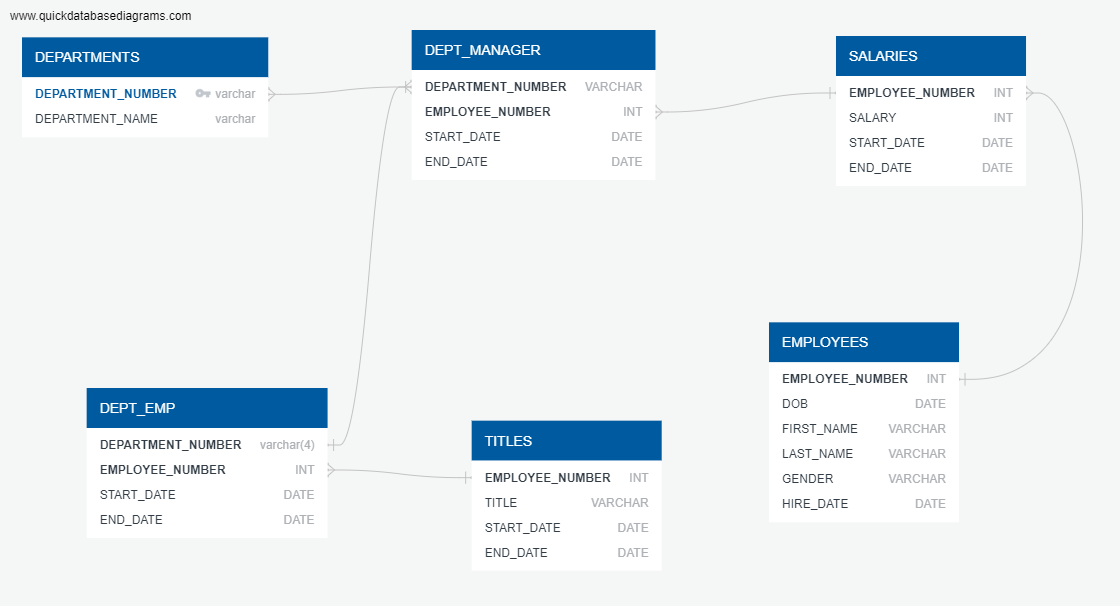 www.quickdatabasediagrams.com
DEPARTMENTS
DEPARTMENT_NUMBER varchar
DEPARTMENT_NAME varchar
DEPT_MANAGER
DEPARTMENT_NUMBER VARCHAR
EMPLOYEE_NUMBER INT
START_DATE DATE
END_DATE DATE
SALARIES
EMPLOYEE_NUMBER INT
SALARY INT
START_DATE DATE
END_DATE DATE
DEPT_EMP
DEPARTMENT_NUMBER varchar(4)
EMPLOYEE_NUMBER INT
START_DATE DATE
END_DATE DATE
TITLES
EMPLOYEE_NUMBER INT
TITLE VARCHAR
START_DATE DATE
END_DATE DATE
EMPLOYEES
EMPLOYEE_NUMBER INT
DOB DATE
FIRST_NAME VARCHAR
LAST_NAME VARCHAR
GENDER VARCHAR
HIRE_DATE DATE